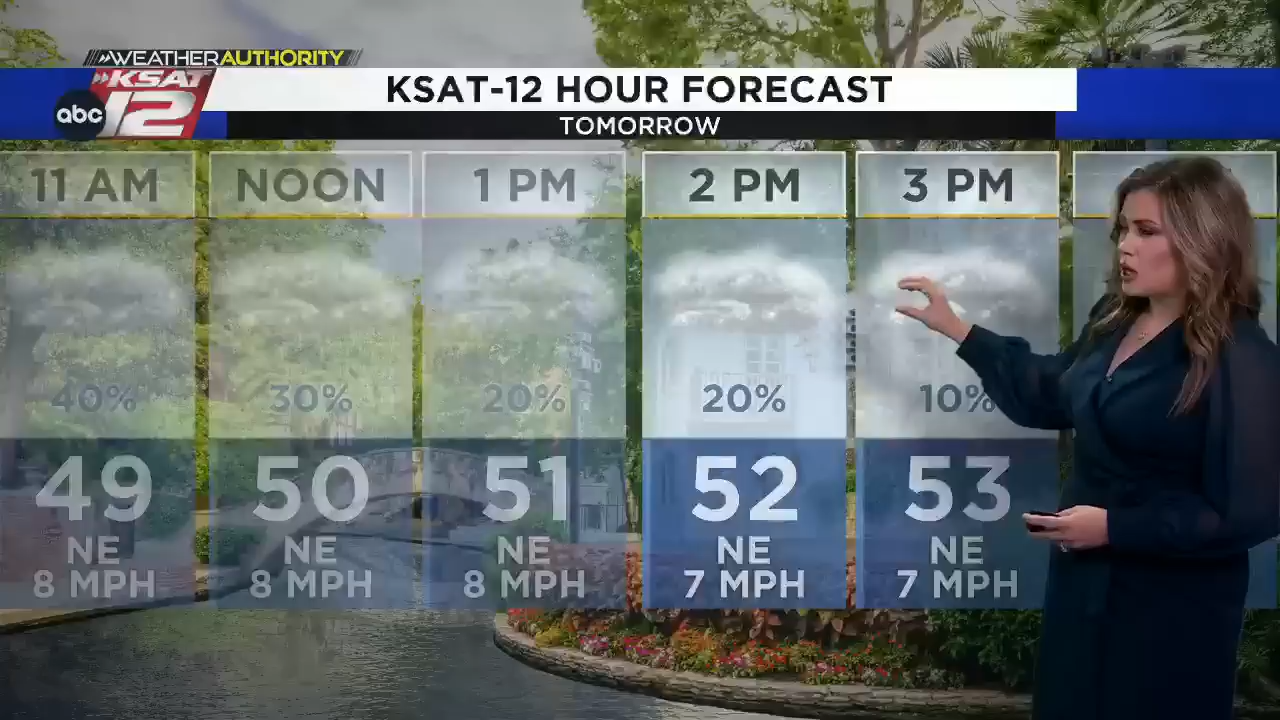 WEATHERAUTHORITY
KSAT
abc 12
KSAT-12 HOUR FORECAST
TOMORROW
11 AM NOON 1 PM 2 PM 3 PM
40% 30% 20% 20% 10%
49 50 51 52 53
NE NE NE NE NE
8 MPH 8 MPH 8 MPH 7 MPH 7 MPH